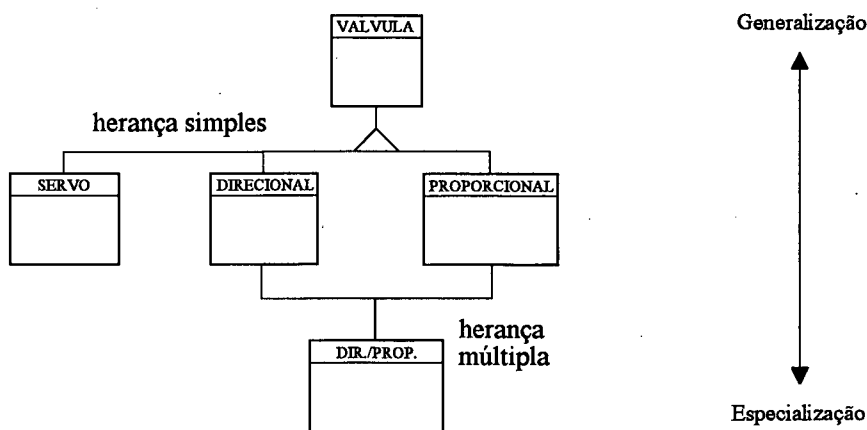 VALVULA
Generalização
herança simples
SERVO
DIRECIONAL
PROPORCIONAL
herança
múltipla
DIR./PROP.
Especialização